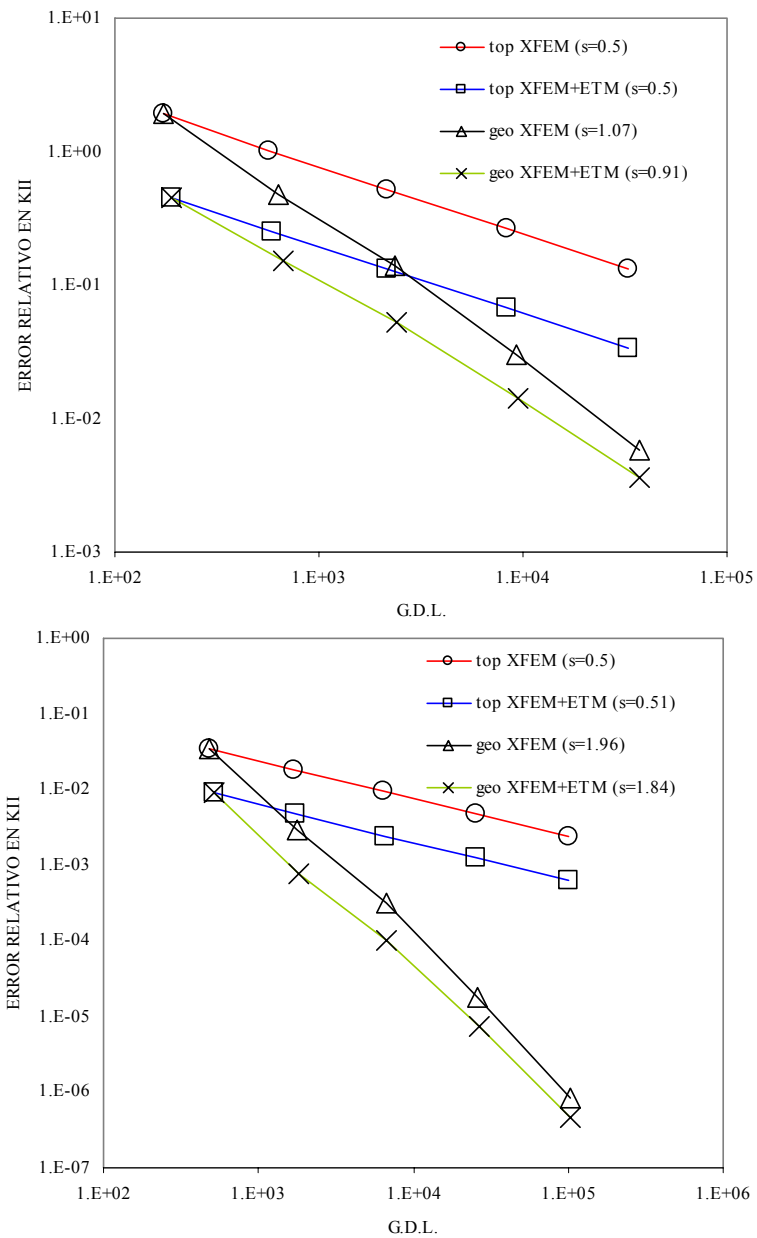 1.E+01
1.E+00
1.E-01
1.E-02
1.E-03
ERROR RELATIVO EN KII
top XFEM (s=0.5)
top XFEM+ETM (s=0.5)
geo XFEM (s=1.07)
geo XFEM+ETM (s=0.91)
1.E+02 1.E+03 1.E+04 1.E+05
G.D.L.
1.E+00
1.E-01
1.E-02
1.E-03
1.E-04
1.E-05
1.E-06
1.E-07
ERROR RELATIVO EN KII
top XFEM (s=0.5)
top XFEM+ETM (s=0.51)
geo XFEM (s=1.96)
geo XFEM+ETM (s=1.84)
1.E+02 1.E+03 1.E+04 1.E+05 1.E+06
G.D.L.